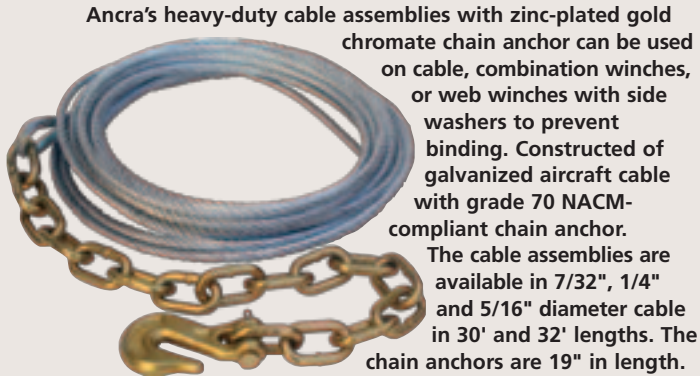 Ancra's heavy-duty cable assemblies with zinc-plated gold
chromate chain anchor can be used
on cable, combination winches,
or web winches with side
washers to prevent
binding. Constructed of
galvanized aircraft cable
with grade 70 NACM-
compliant chain anchor.
The cable assemblies are
available in 7/32", 1/4"
and 5/16" diameter cable
in 30' and 32' lengths. The
chain anchors are 19" in length.